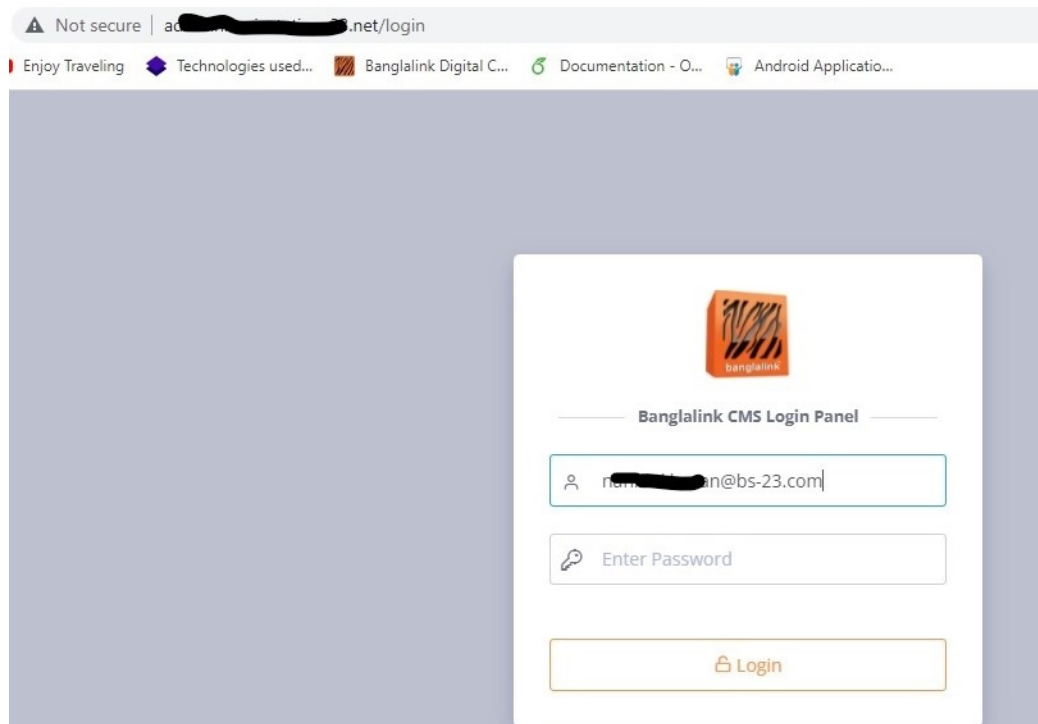 Not secure .net/login
Enjoy Traveling Technologies used... Banglalink Digital C... Documentation - O... Android Applicatio...
banglalink
Banglalink CMS Login Panel
an@bs-23.com
Enter Password
Login